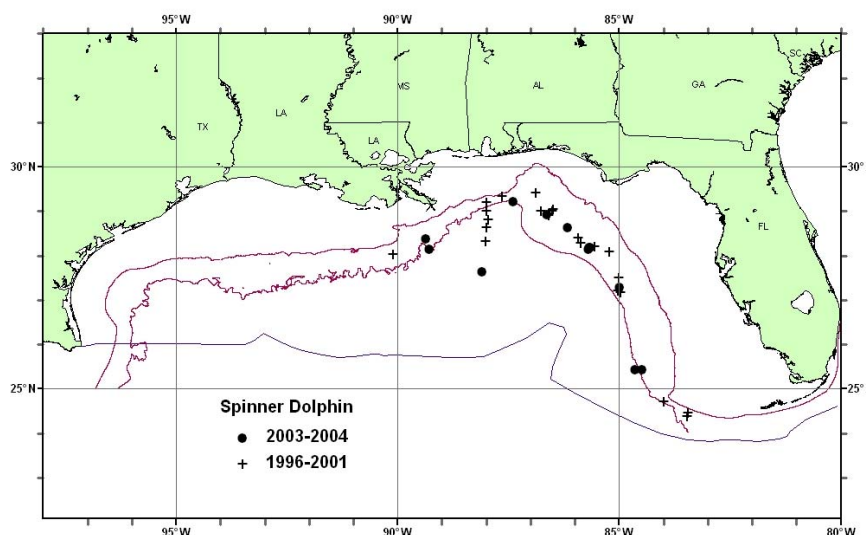 95°W 90°W 85°W 80°W
SC
MS AL GA
LA
TX
LA
30°N 30°
FL
25°N 25°
Spinner Dolphin
2003-2004
1996-2001
95°W 90°W 85°W 80°W